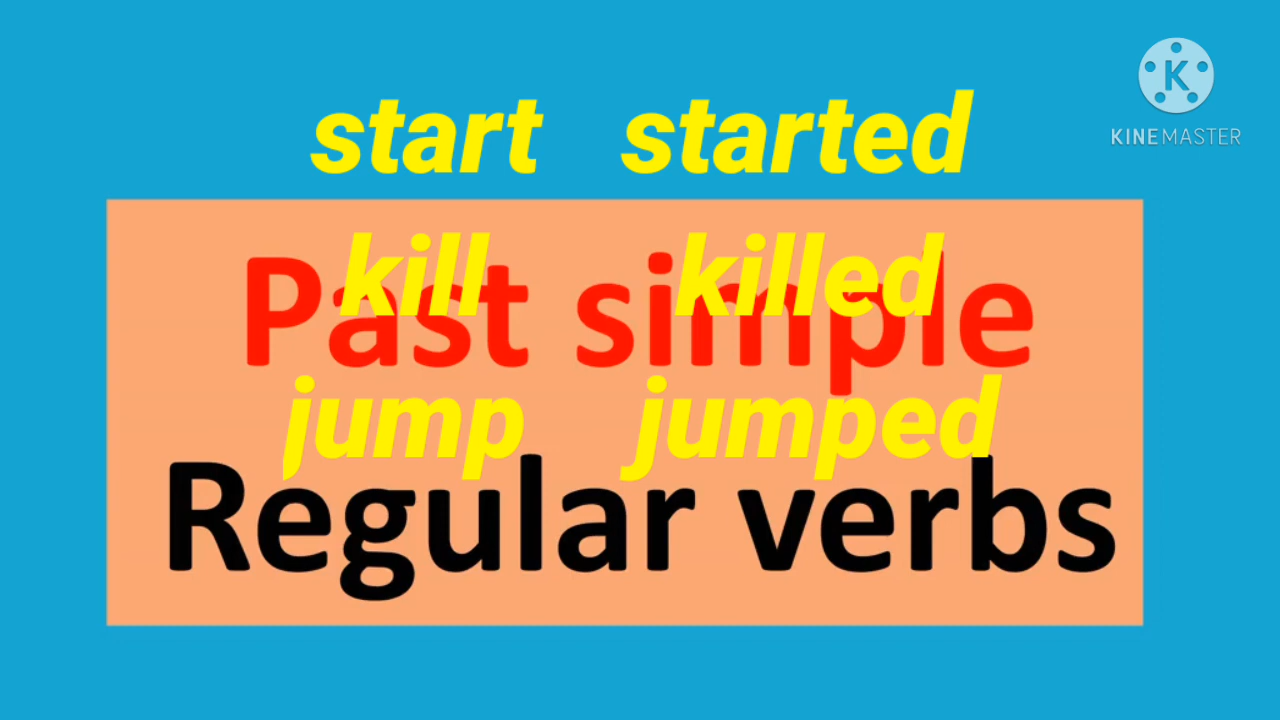 start started
kill killed
Past simple
jump jumped
Regular verbs
K
KINEMASTER